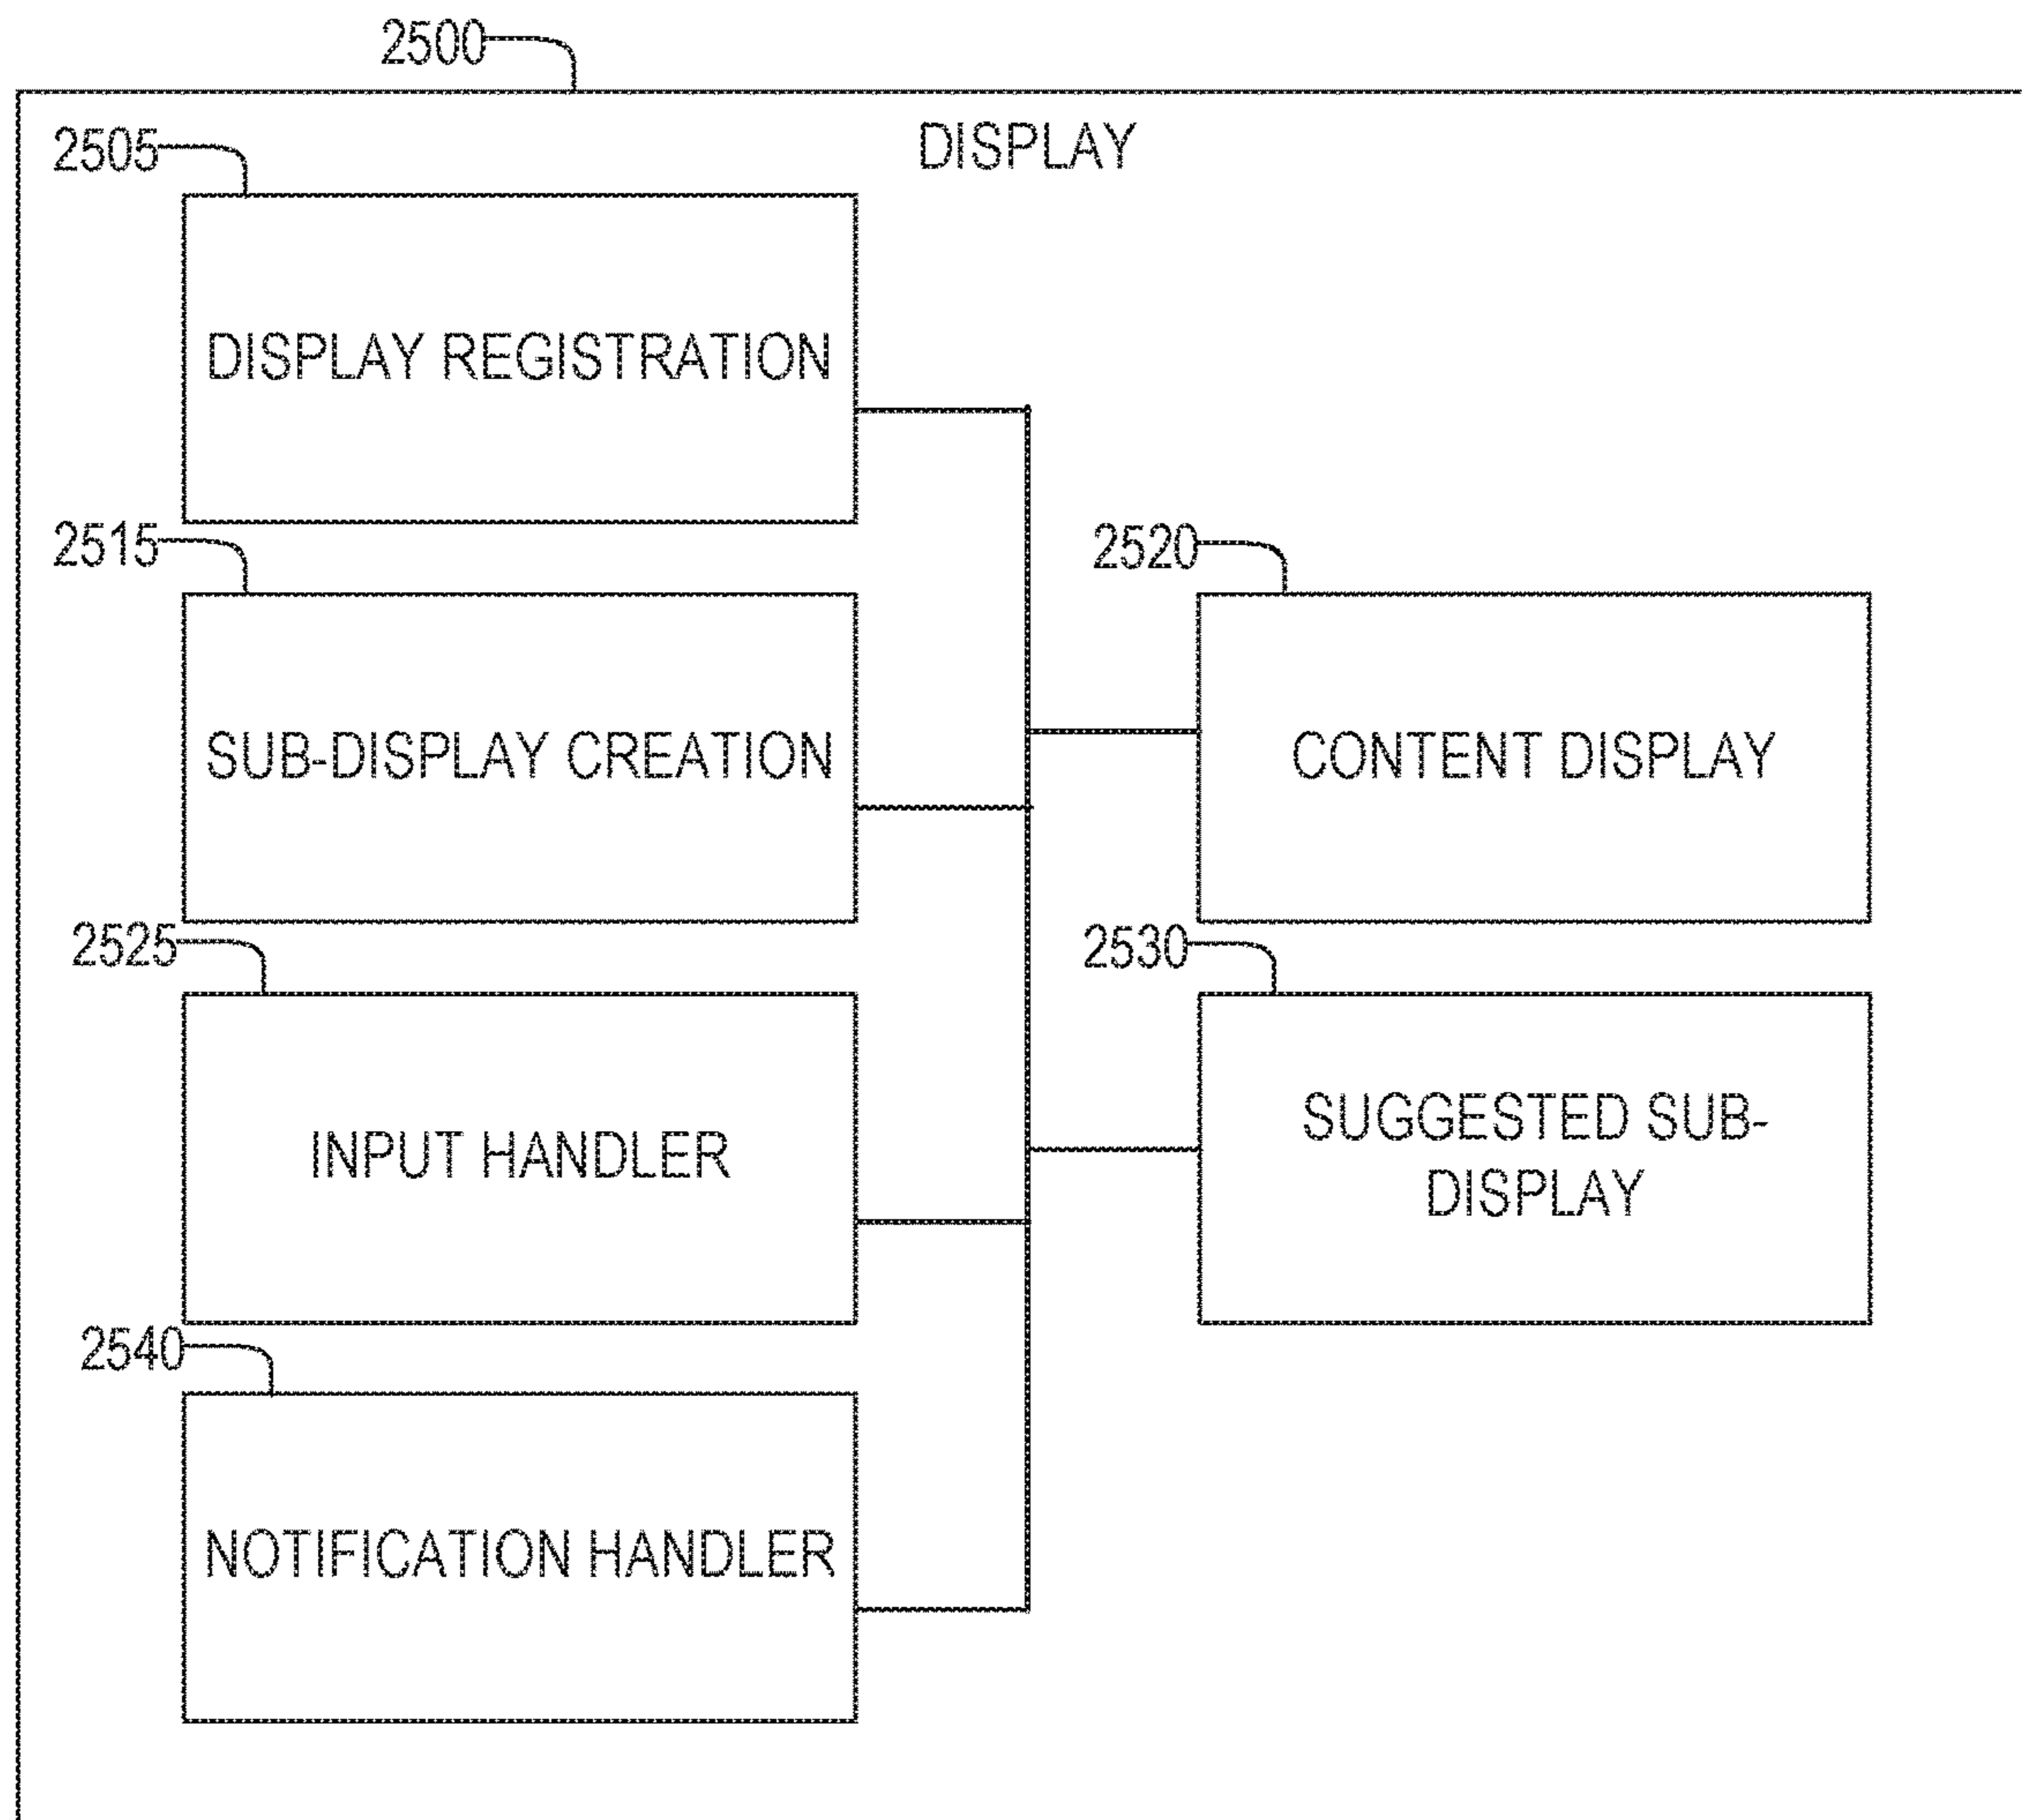 2500
DISPLAY
2505
DISPLAY REGISTRATION
2515
SUB-DISPLAY CREATION
2520
CONTENT DISPLAY
2525
INPUT HANDLER
2530
SUGGESTED SUB-
DISPLAY
2540
NOTIFICATION HANDLER